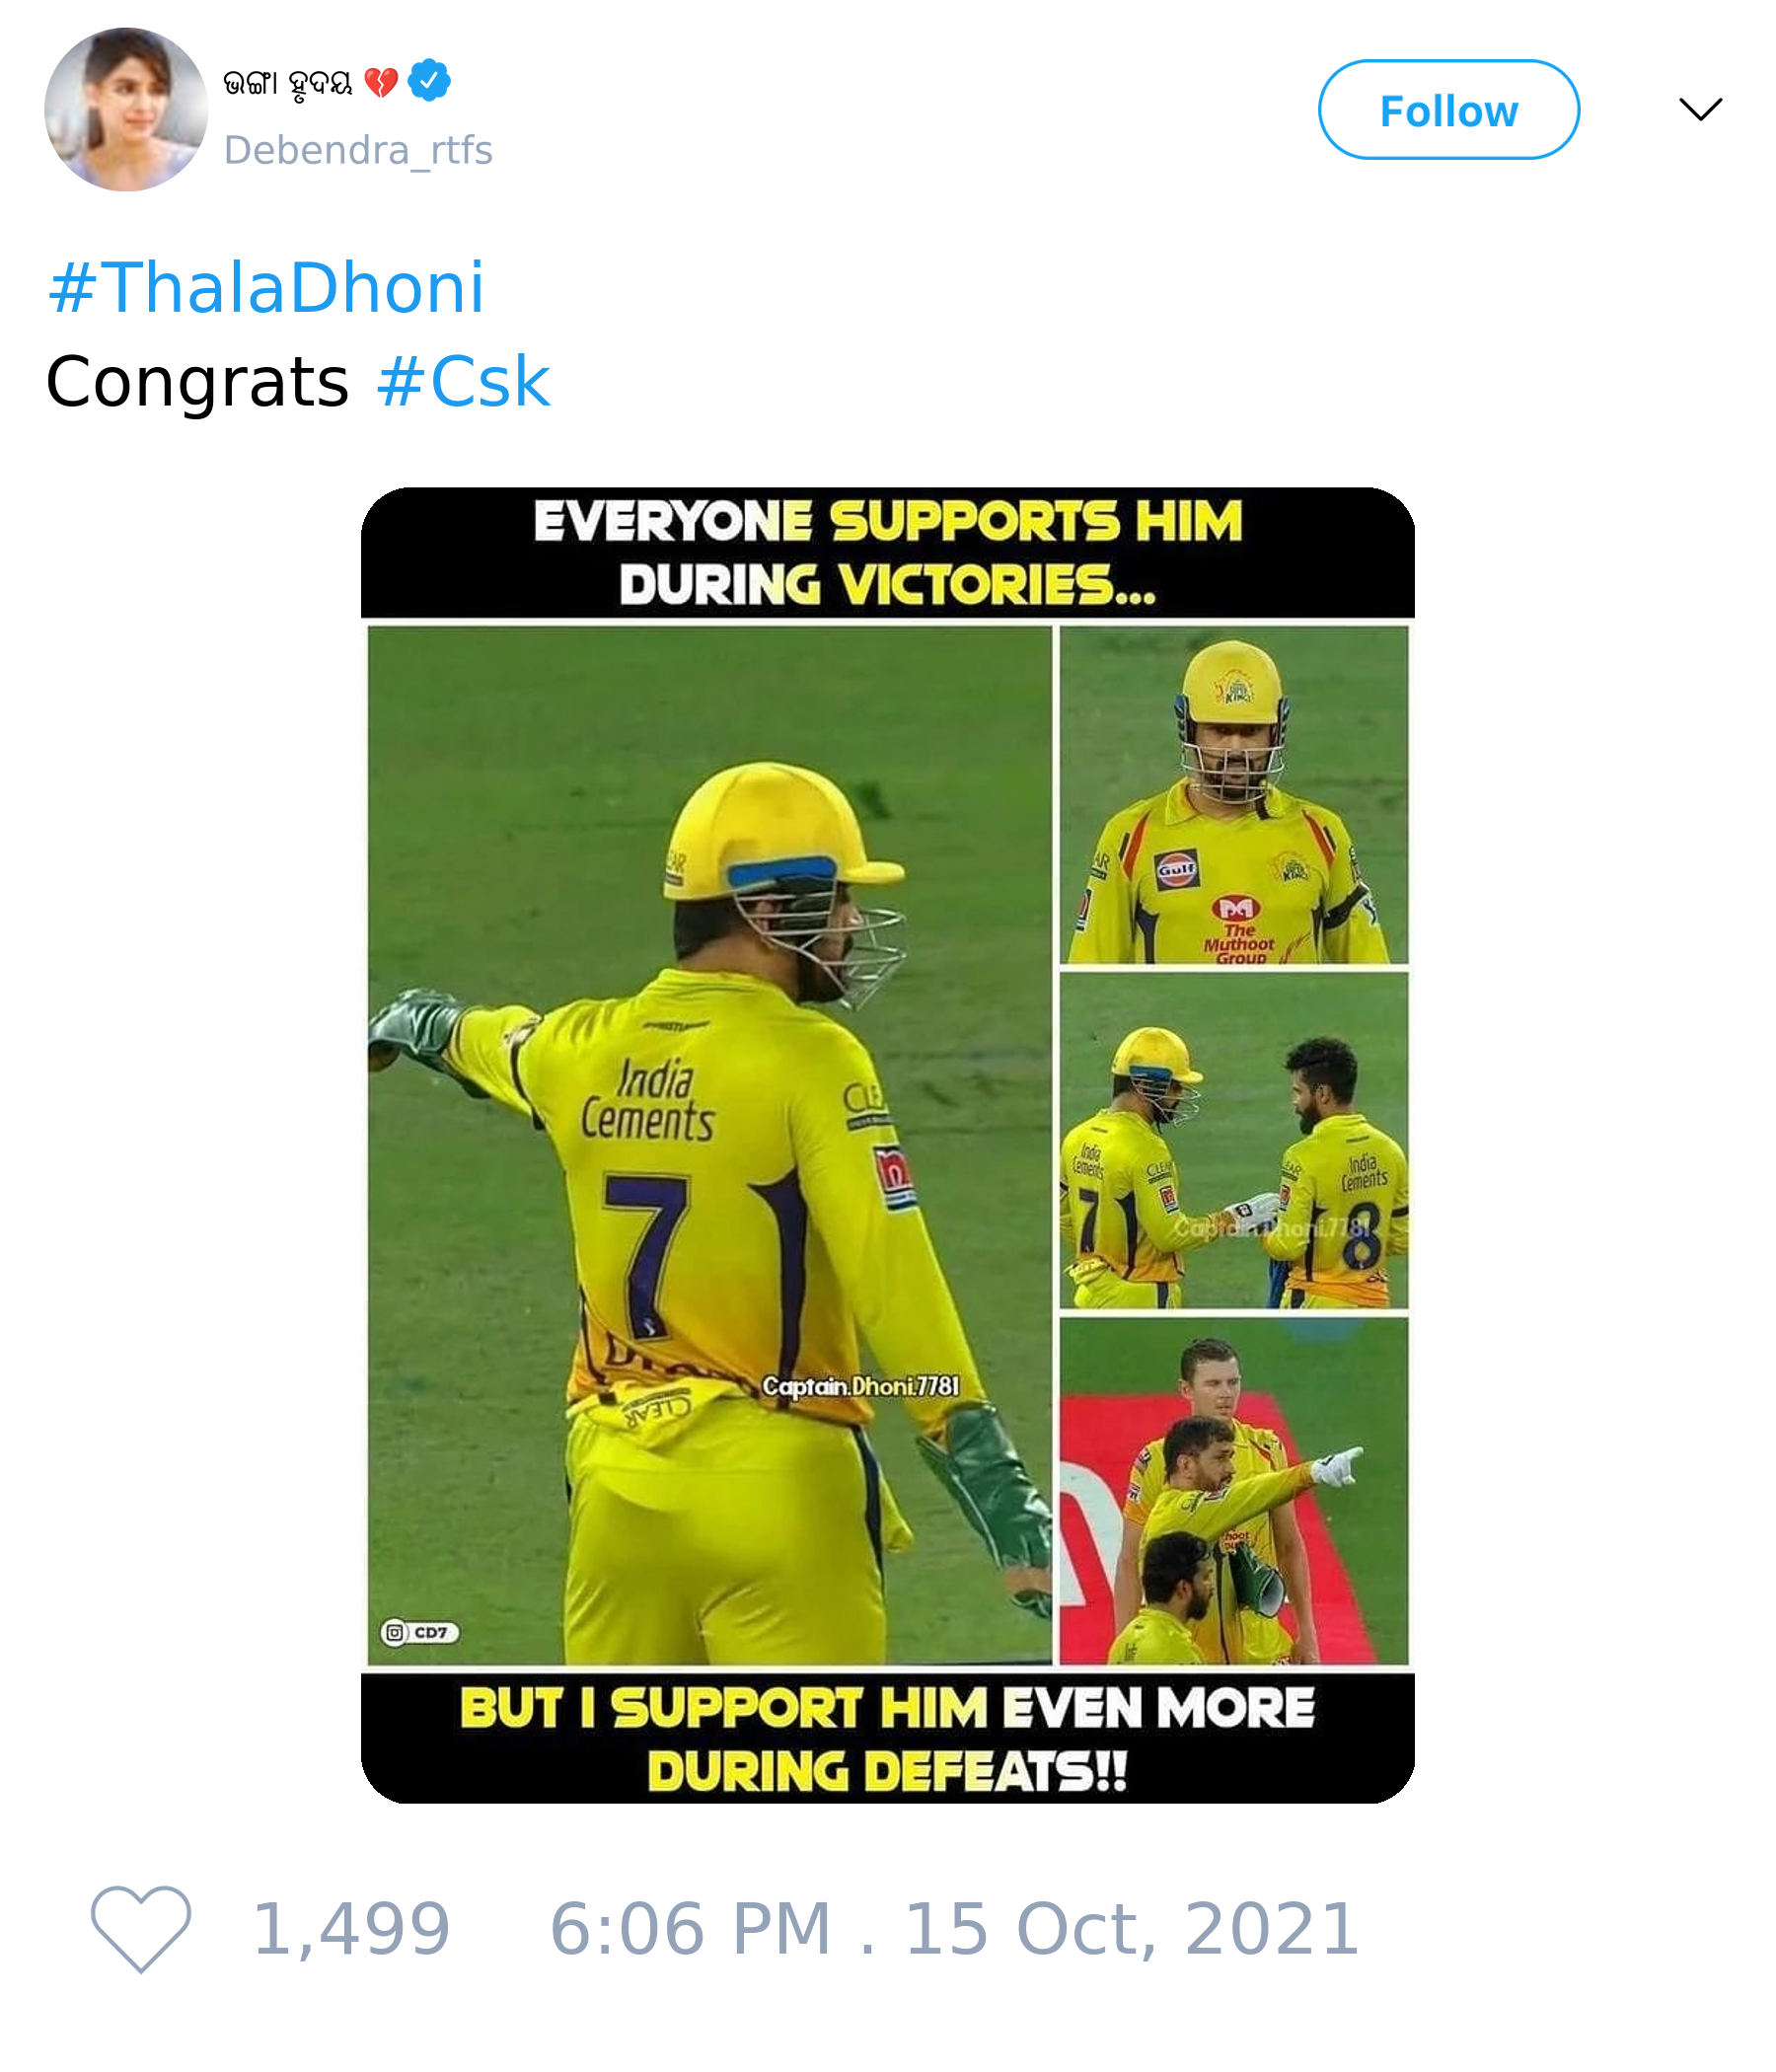 ଭଙ୍ଗା ହୃଦୟ 💔
Debendra_rtfs
Follow
#ThalaDhoni
Congrats #Csk
EVERYONE SUPPORTS HIM
DURING VICTORIES...
India
Cements
7
CLEAR
Captain.Dhoni.7781
CD7
Gulf
The
Muthoot
Group
India
Cements
7
India
Cements
8
Captain.Dhoni.7781
BUT I SUPPORT HIM EVEN MORE
DURING DEFEATS!!
1,499
6:06 PM . 15 Oct, 2021